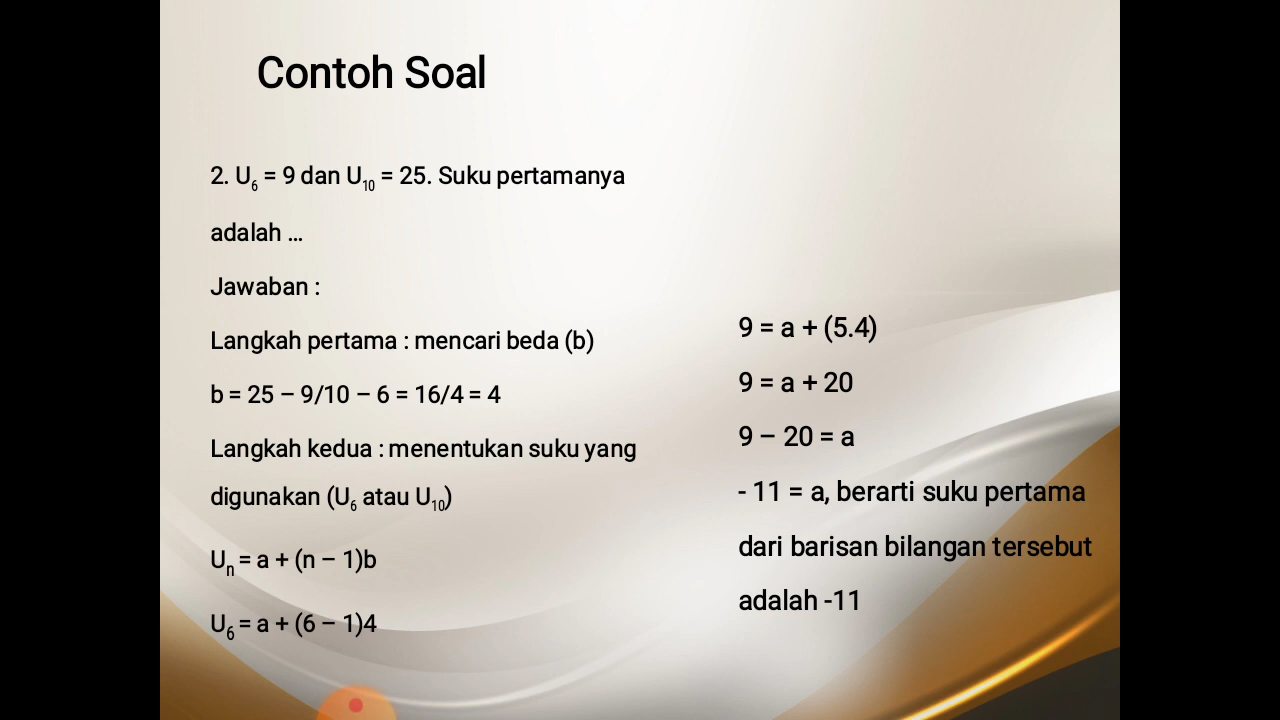 Contoh Soal
2. U₆ = 9 dan U₁₀ = 25. Suku pertamanya
adalah ...
Jawaban :
Langkah pertama : mencari beda (b)
b = 25 – 9/10 – 6 = 16/4 = 4
Langkah kedua : menentukan suku yang
digunakan (U₆ atau U₁₀)
Uₙ = a + (n – 1)b
U₆ = a + (6 – 1)4
9 = a + (5.4)
9 = a + 20
9 – 20 = a
- 11 = a, berarti suku pertama
dari barisan bilangan tersebut
adalah -11